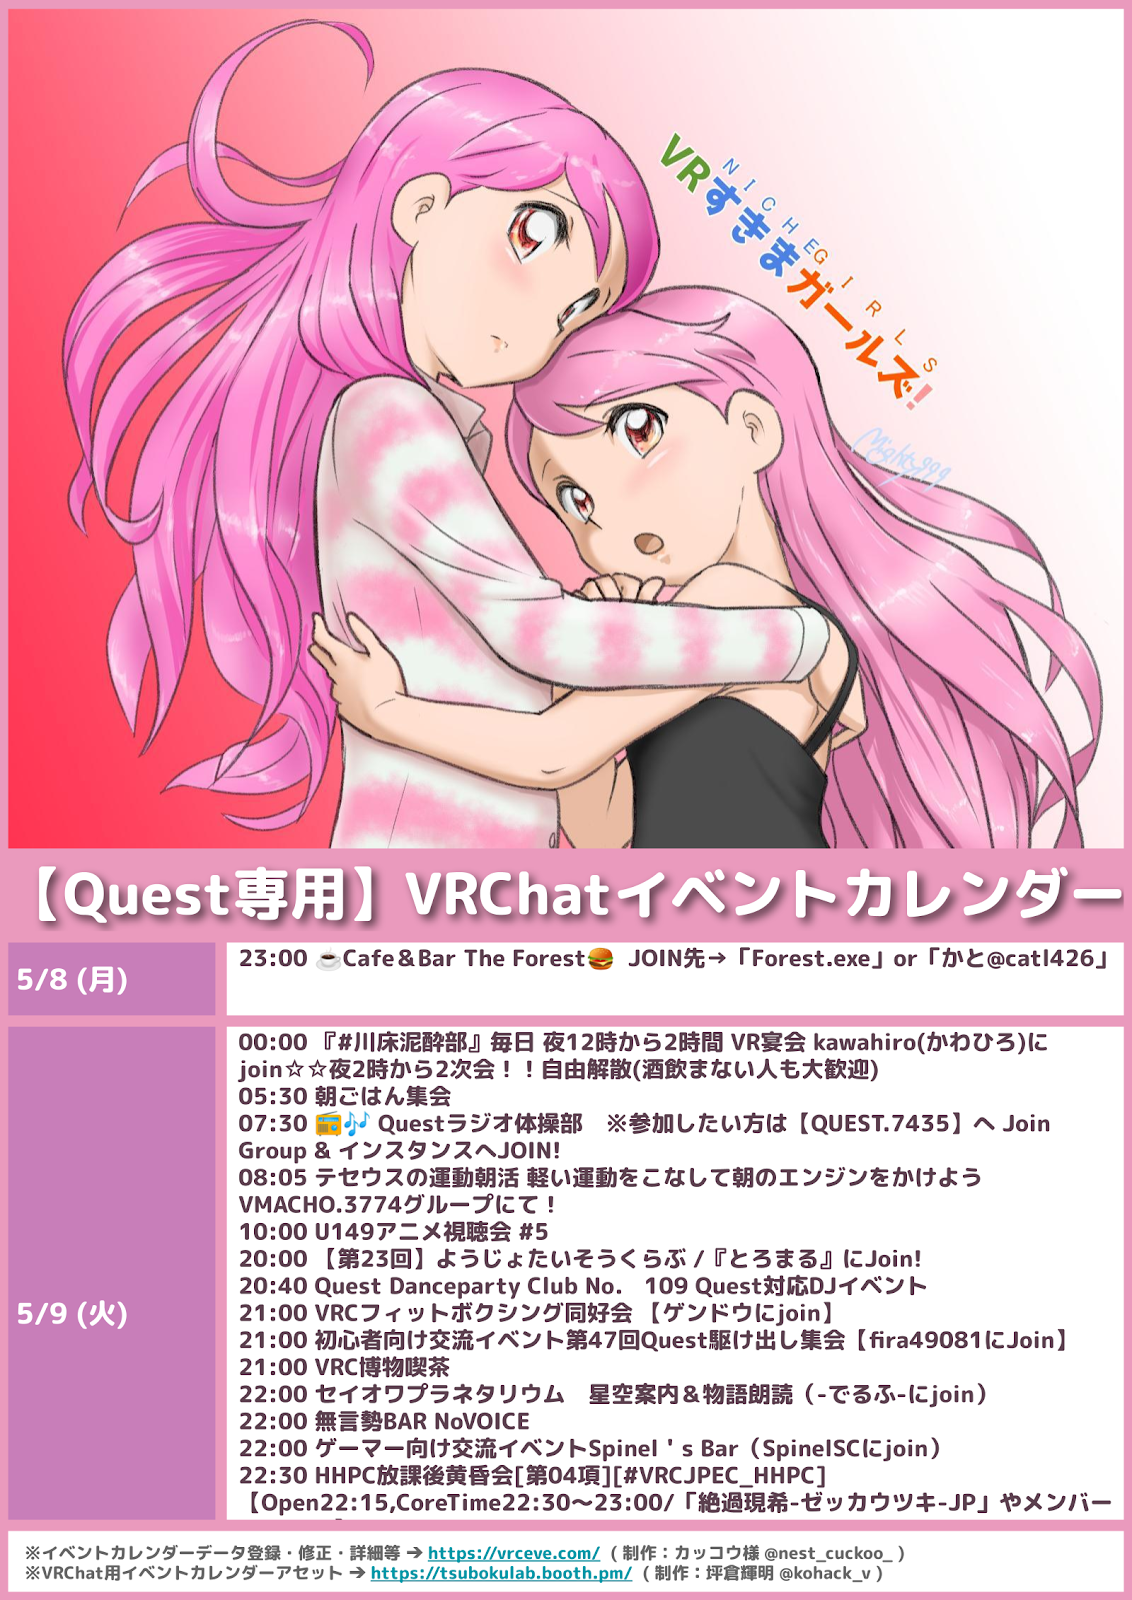 VRすきまガールズ!
NICHE GIRLS
Mighty999
【Quest専用】VRChatイベントカレンダー
5/8 (月)
23:00 ☕Cafe＆Bar The Forest🍔 JOIN先→「Forest.exe」or「かと@catl426」
5/9 (火)
00:00 『#川床泥酔部』毎日 夜12時から2時間 VR宴会 kawahiro(かわひろ)に
join☆☆夜2時から2次会！！自由解散(酒飲まない人も大歓迎)
05:30 朝ごはん集会
07:30 📻🎶 Questラジオ体操部　※参加したい方は【QUEST.7435】へ Join
Group & インスタンスへJOIN!
08:05 テセウスの運動朝活 軽い運動をこなして朝のエンジンをかけよう
VMACHO.3774グループにて！
10:00 U149アニメ視聴会 #5
20:00 【第23回】ようじょたいそうくらぶ /『とろまる』にJoin!
20:40 Quest Danceparty Club No.　109 Quest対応DJイベント
21:00 VRCフィットボクシング同好会 【ゲンドウにjoin】
21:00 初心者向け交流イベント第47回Quest駆け出し集会【fira49081にJoin】
21:00 VRC博物喫茶
22:00 セイオワプラネタリウム　星空案内＆物語朗読（-でるふ-にjoin）
22:00 無言勢BAR NoVOICE
22:00 ゲーマー向け交流イベントSpinel＇s Bar（SpinelSCにjoin）
22:30 HHPC放課後黄昏会[第04項][#VRCJPEC_HHPC]
【Open22:15,CoreTime22:30～23:00/「絶過現希-ゼッカウツキ-JP」やメンバー
※イベントカレンダーデータ登録・修正・詳細等 ➔ https://vrceve.com/ （ 制作：カッコウ様 @nest_cuckoo_ ）
※VRChat用イベントカレンダーアセット ➔ https://tsubokulab.booth.pm/ （ 制作：坪倉輝明 @kohack_v ）